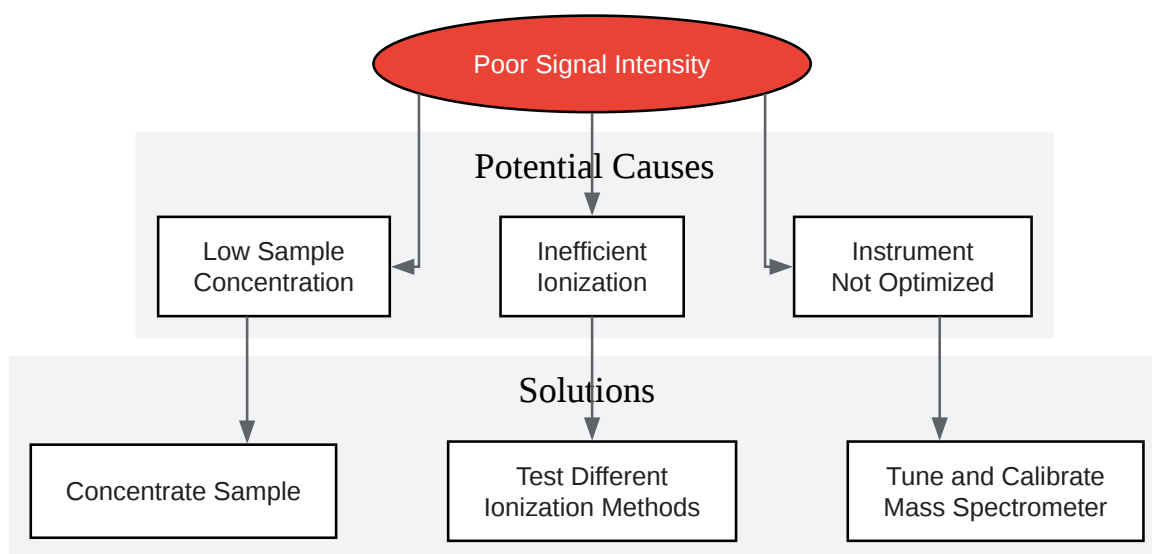 Poor Signal Intensity
Potential Causes
Low Sample
Concentration
Inefficient
Ionization
Instrument
Not Optimized
Solutions
Concentrate Sample
Test Different
Ionization Methods
Tune and Calibrate
Mass Spectrometer